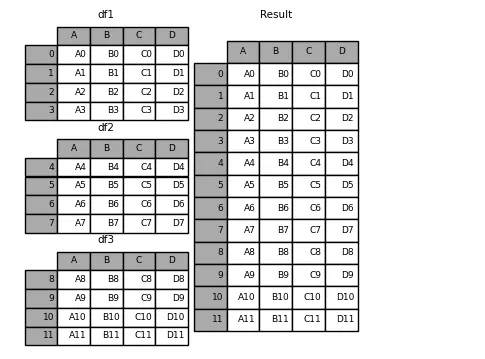 df1
A B C D
0 A0 B0 C0 D0
1 A1 B1 C1 D1
2 A2 B2 C2 D2
3 A3 B3 C3 D3
df2
A B C D
4 A4 B4 C4 D4
5 A5 B5 C5 D5
6 A6 B6 C6 D6
7 A7 B7 C7 D7
df3
A B C D
8 A8 B8 C8 D8
9 A9 B9 C9 D9
10 A10 B10 C10 D10
11 A11 B11 C11 D11
Result
A B C D
0 A0 B0 C0 D0
1 A1 B1 C1 D1
2 A2 B2 C2 D2
3 A3 B3 C3 D3
4 A4 B4 C4 D4
5 A5 B5 C5 D5
6 A6 B6 C6 D6
7 A7 B7 C7 D7
8 A8 B8 C8 D8
9 A9 B9 C9 D9
10 A10 B10 C10 D10
11 A11 B11 C11 D11